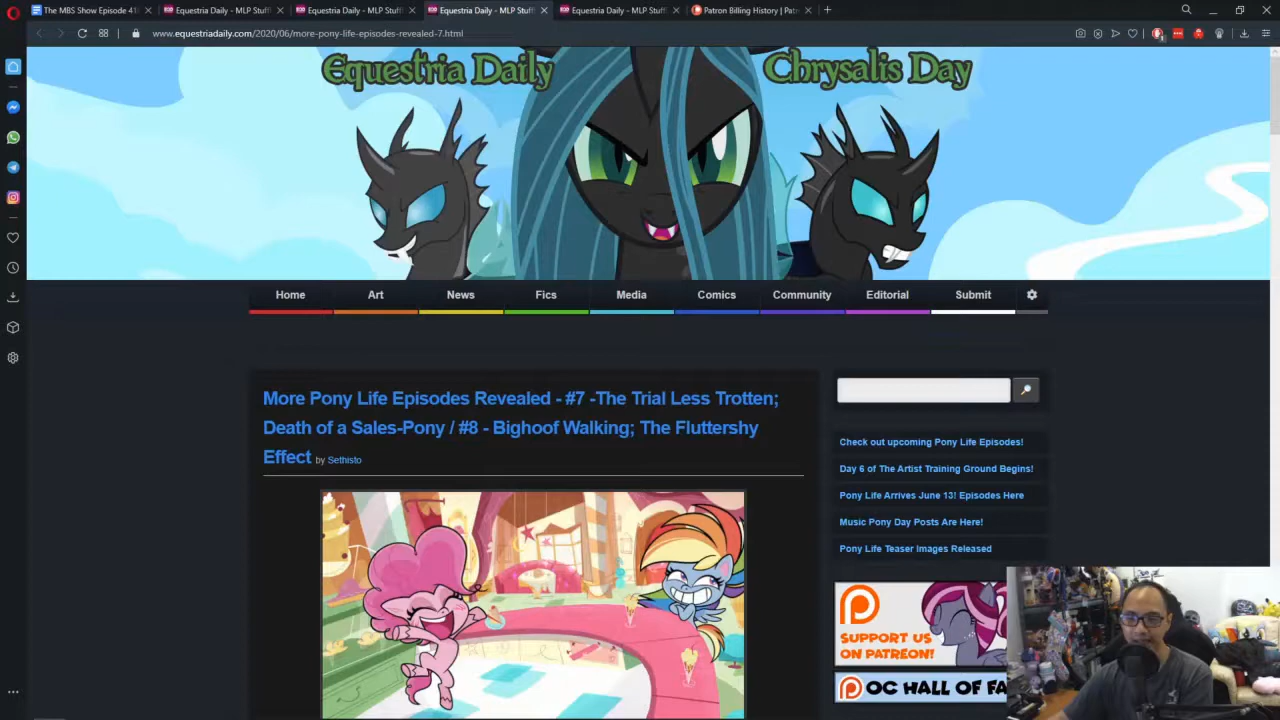 The MBS Show Episode 41
Equestria Daily - MLP Stuff!
Equestria Daily - MLP Stuff!
Equestria Daily - MLP Stuff!
Equestria Daily - MLP Stuff!
Patron Billing History | Pat
www.equestriadaily.com/2020/06/more-pony-life-episodes-revealed-7.html
Equestria Daily
Chrysalis Day
Home
Art
News
Fics
Media
Comics
Community
Editorial
Submit
More Pony Life Episodes Revealed - #7 -The Trial Less Trotten;
Death of a Sales-Pony / #8 - Bighoof Walking; The Fluttershy
Effect by Sethisto
Check out upcoming Pony Life Episodes!
Day 6 of The Artist Training Ground Begins!
Pony Life Arrives June 13! Episodes Here
Music Pony Day Posts Are Here!
Pony Life Teaser Images Released
SUPPORT US
ON PATREON!
OC HALL OF FA